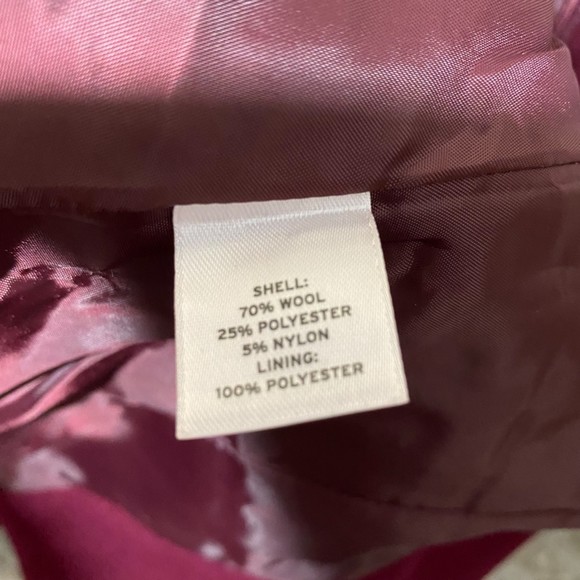 SHELL:
70% WOOL
25% POLYESTER
5% NYLON
LINING:
100% POLYESTER